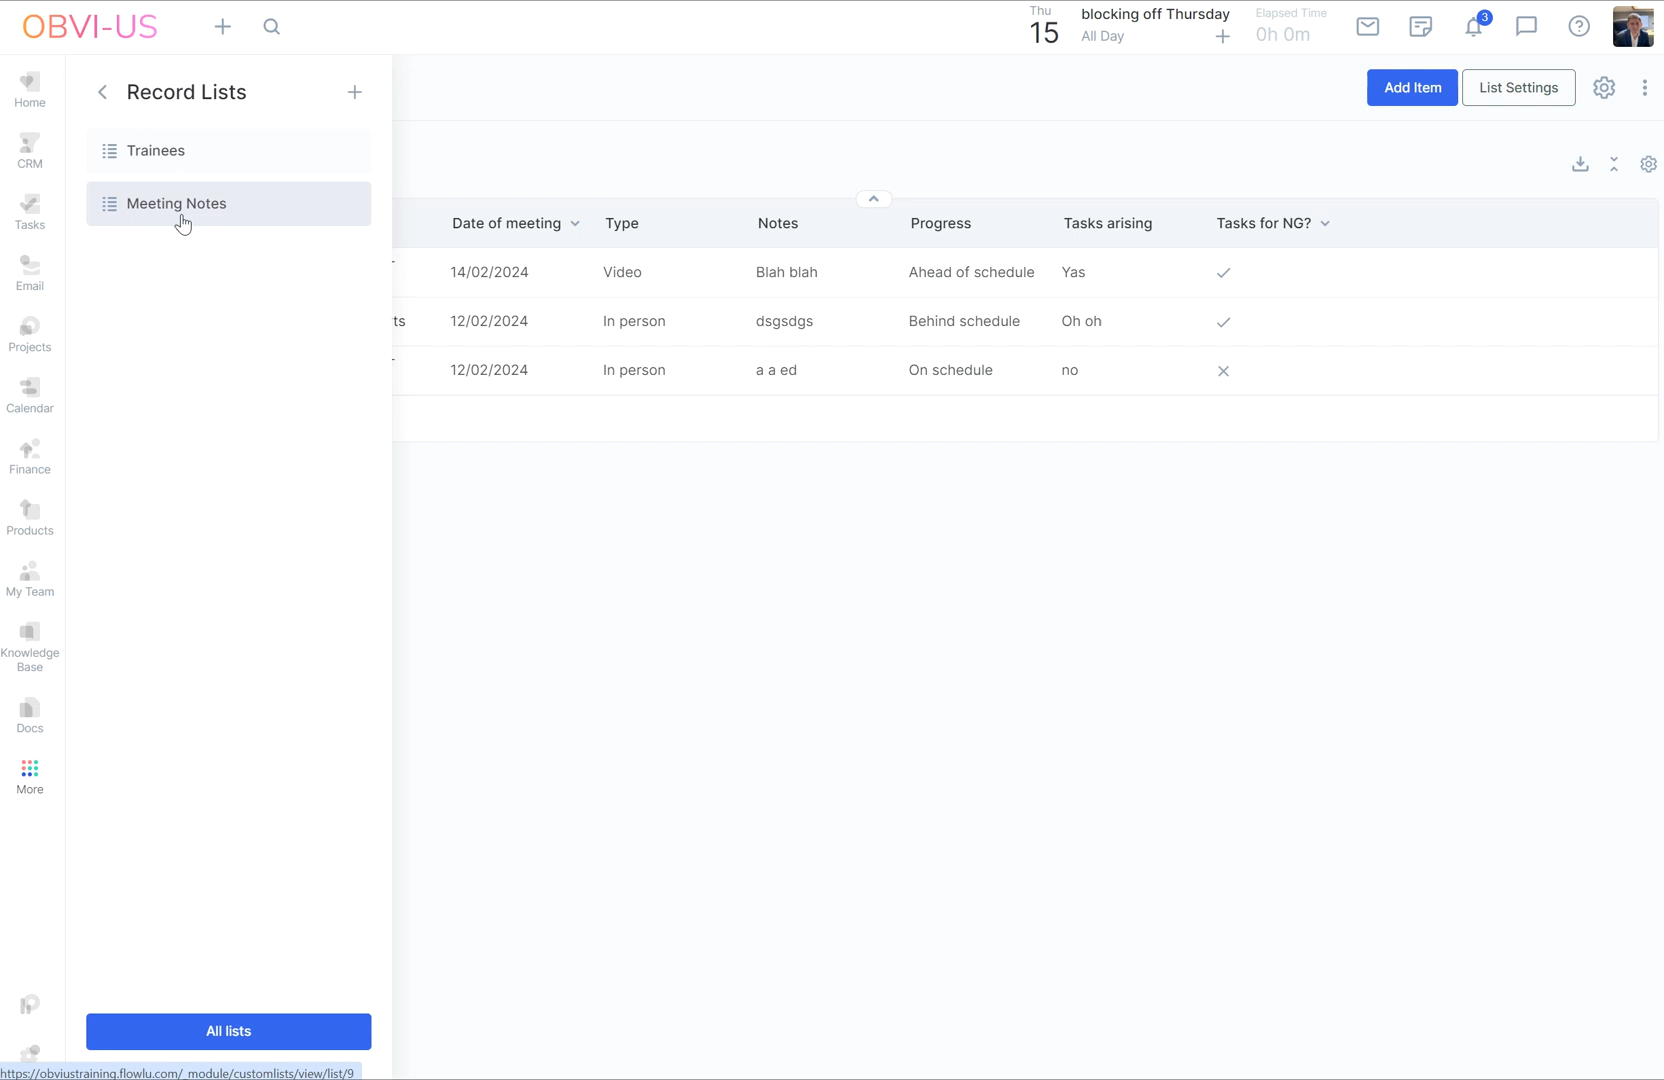 OBVI-US
Thu
15
blocking off Thursday
All Day
Elapsed Time
0h 0m
3
Home
CRM
Tasks
Email
Projects
Calendar
Finance
Products
My Team
Knowledge
Base
Docs
More
Record Lists
Trainees
Meeting Notes
All lists
Add Item
List Settings
Date of meeting Type Notes Progress Tasks arising Tasks for NG?
14/02/2024 Video Blah blah Ahead of schedule Yas
ts 12/02/2024 In person dsgsdgs Behind schedule Oh oh
12/02/2024 In person a a ed On schedule no
https://obviustraining.flowlu.com/_module/customlists/view/list/9